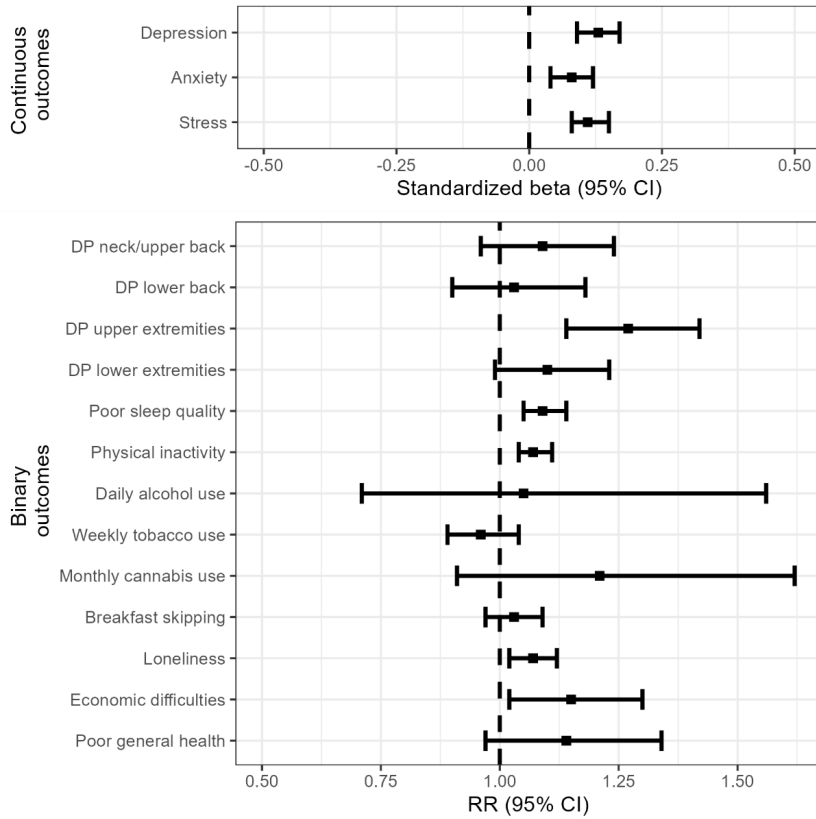 Continuous
outcomes
Depression
Anxiety
Stress
-0.50 -0.25 0.00 0.25 0.50
Standardized beta (95% CI)
Binary
outcomes
DP neck/upper back
DP lower back
DP upper extremities
DP lower extremities
Poor sleep quality
Physical inactivity
Daily alcohol use
Weekly tobacco use
Monthly cannabis use
Breakfast skipping
Loneliness
Economic difficulties
Poor general health
0.50 0.75 1.00 1.25 1.50
RR (95% CI)